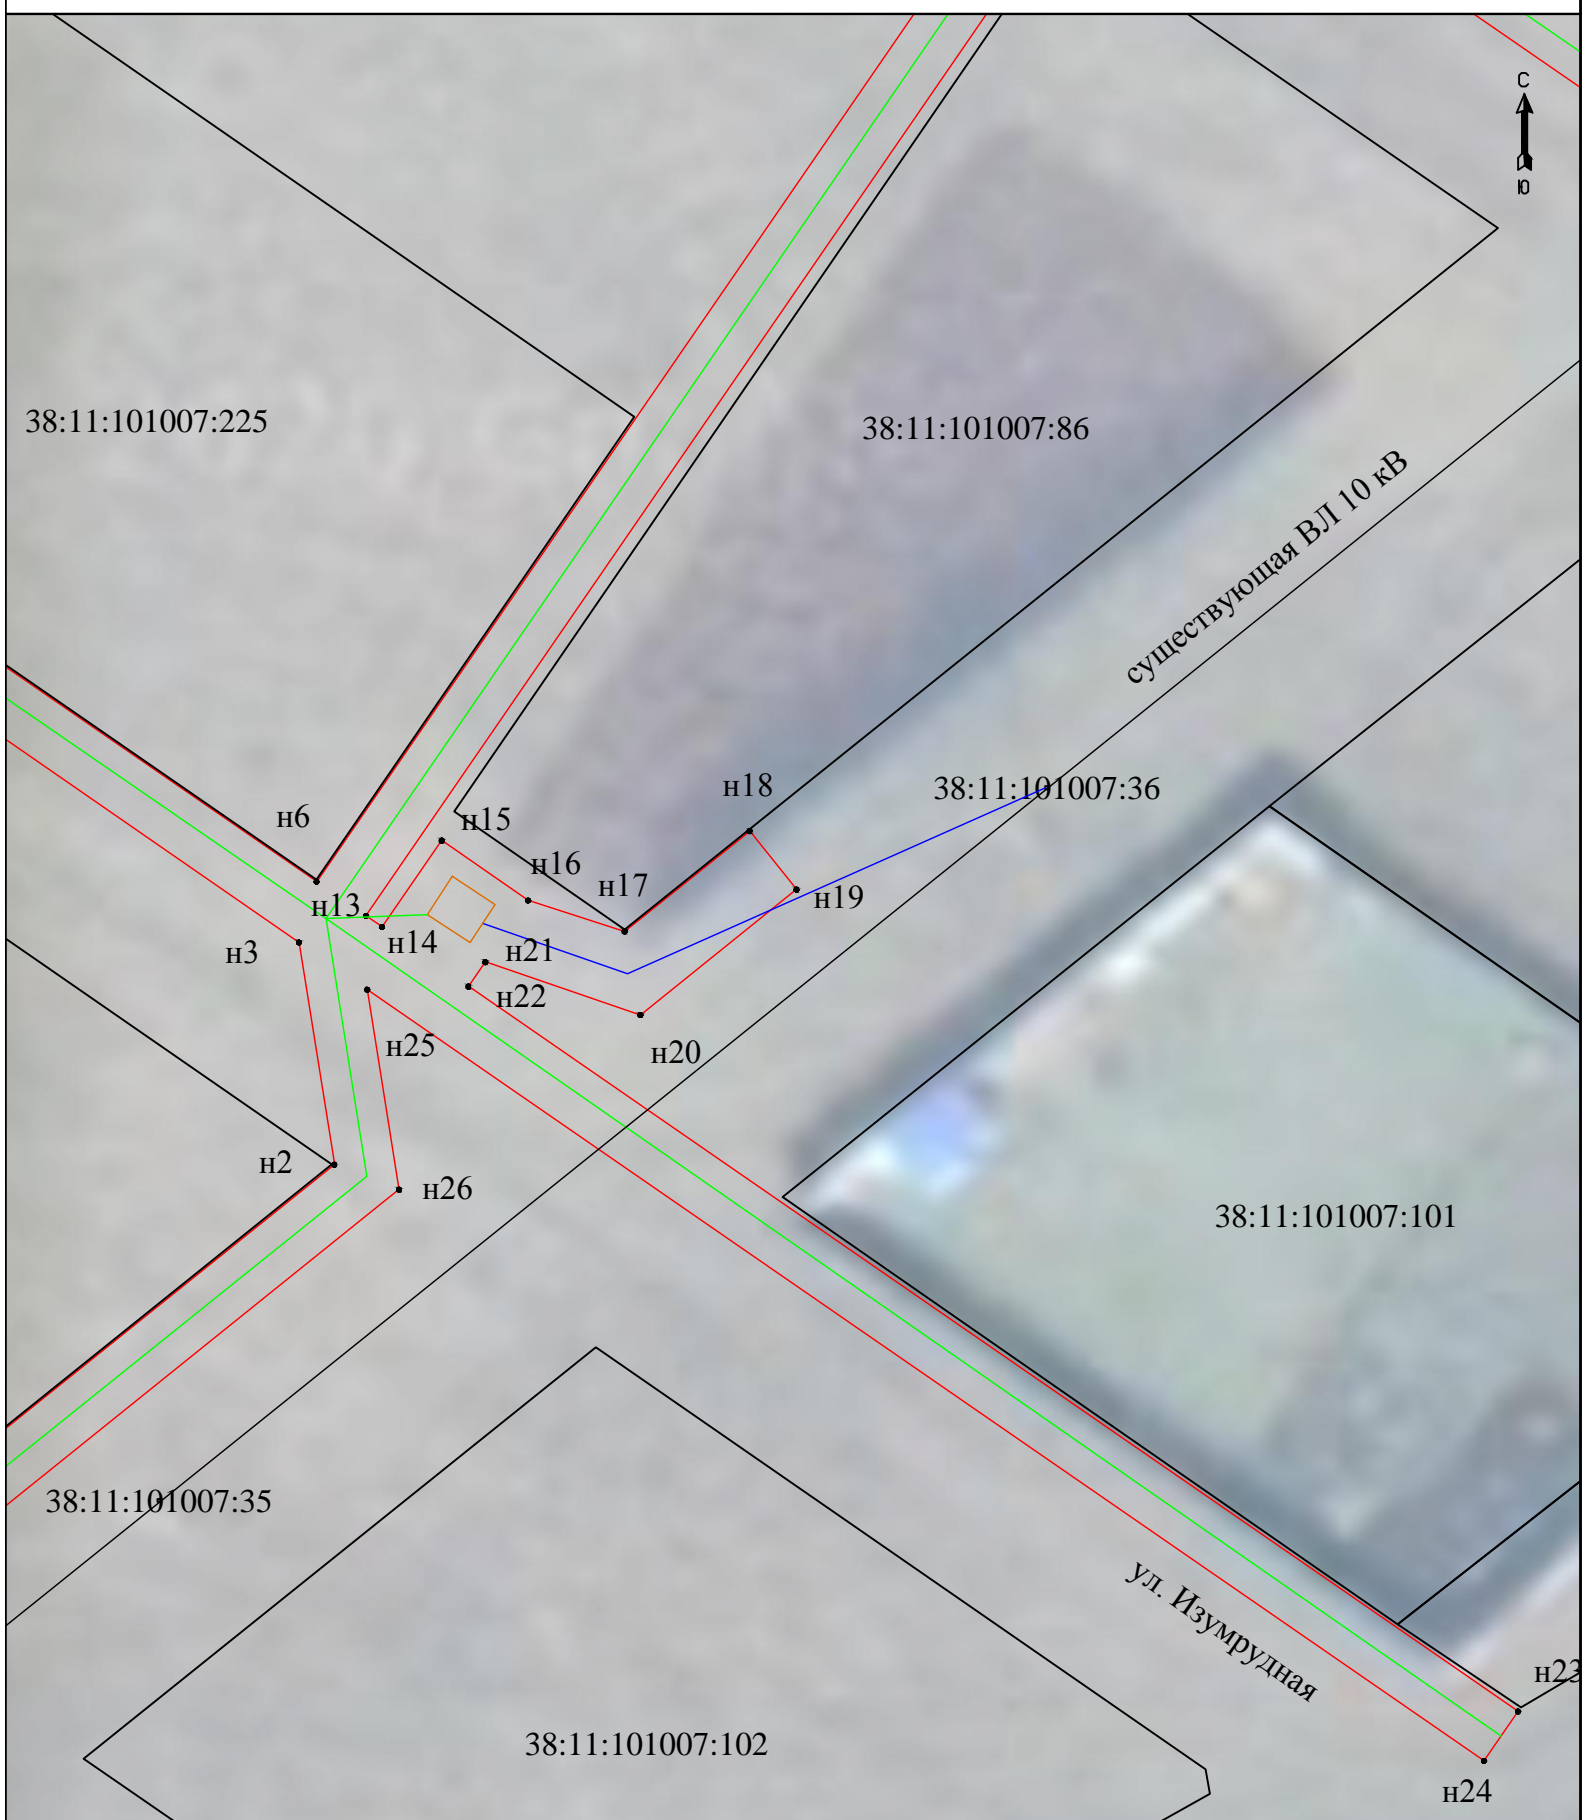 С
Ю
38:11:101007:225
38:11:101007:86
существующая ВЛ 10 кВ
н18
38:11:101007:36
н6
н15
н16
н17
н19
н13
н14
н3
н21
н22
н25
н20
н2
н26
38:11:101007:101
38:11:101007:35
ул. Изумрудная
н23
38:11:101007:102
н24